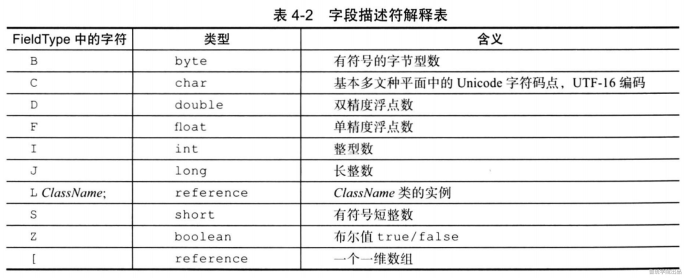 表 4-2 字段描述符解释表
FieldType 中的字符 类型 含义
B byte 有符号的字节型数
C char 基本多文种平面中的 Unicode 字符码点，UTF-16 编码
D double 双精度浮点数
F float 单精度浮点数
I int 整型数
J long 长整数
L ClassName; reference ClassName 类的实例
S short 有符号短整数
Z boolean 布尔值 true/false
[ reference 一个一维数组